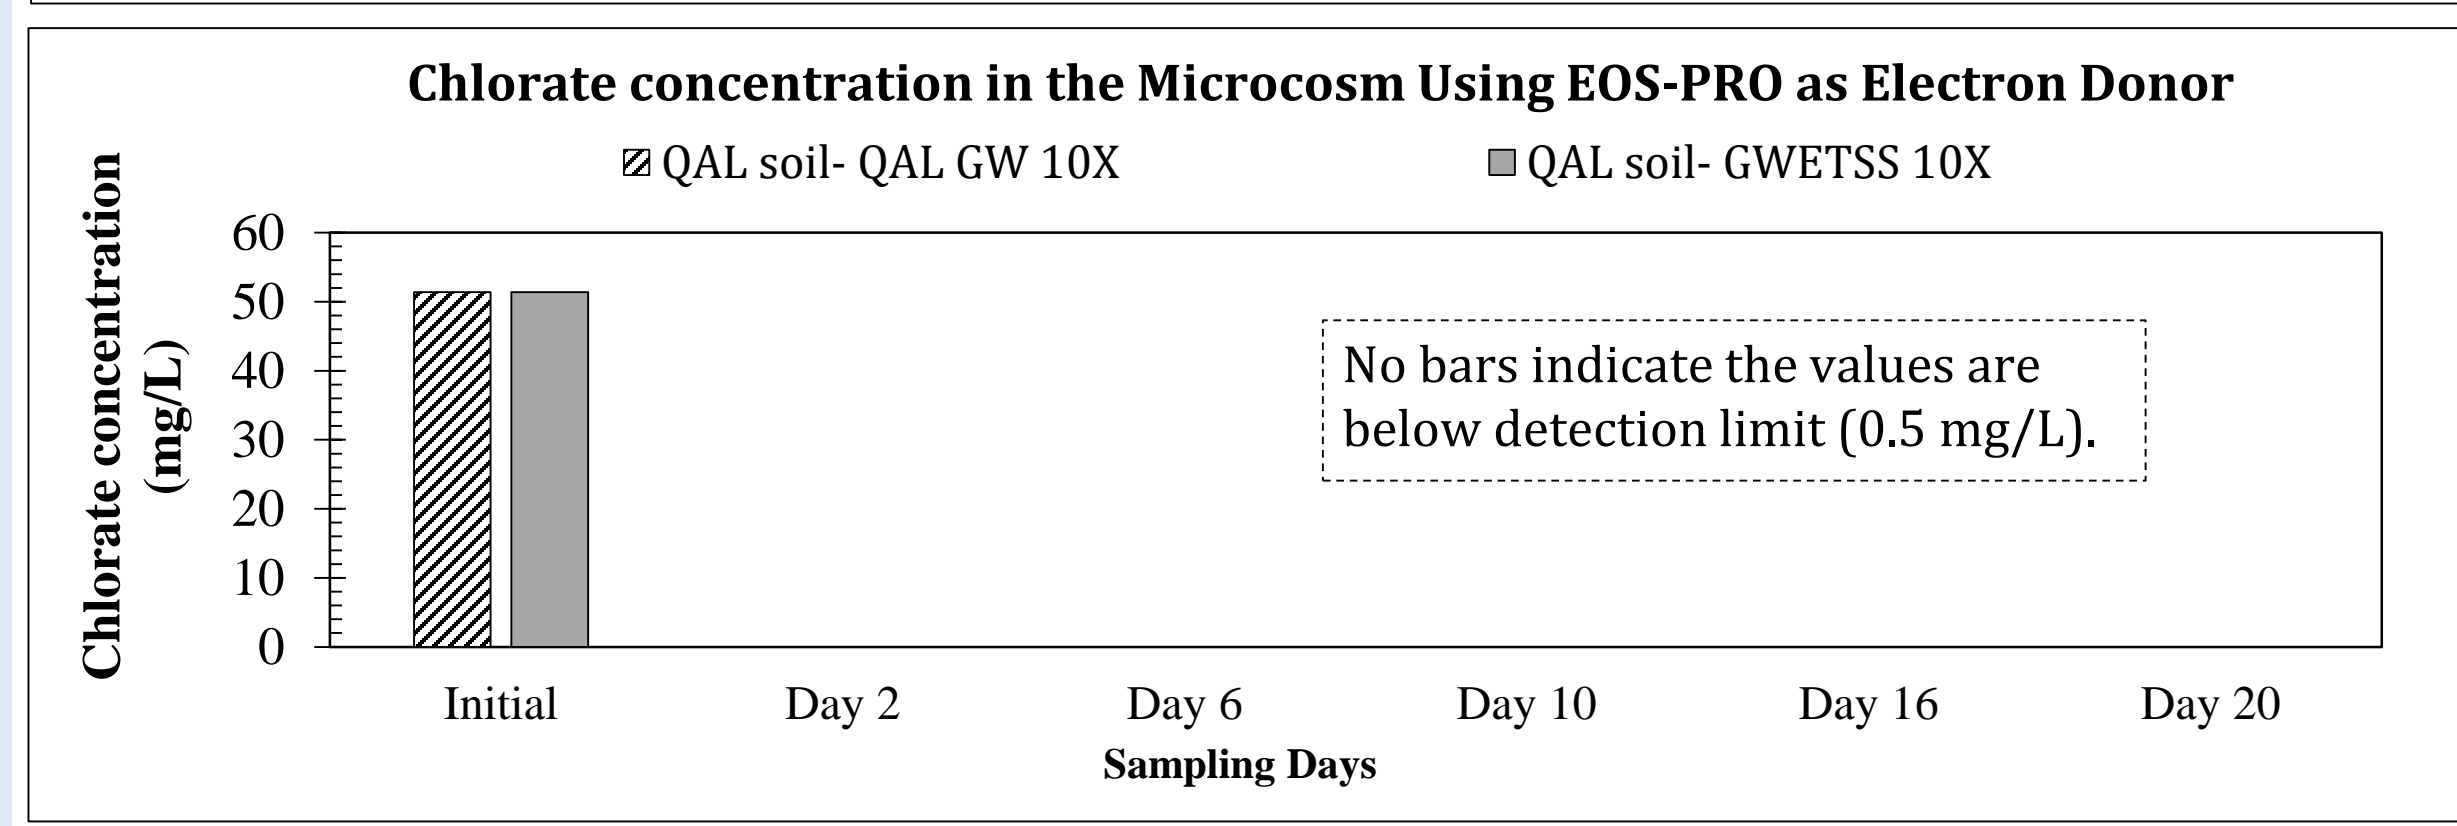 Chlorate concentration in the Microcosm Using EOS-PRO as Electron Donor
QAL soil- QAL GW 10X
QAL soil- GWETSS 10X
Chlorate concentration
(mg/L)
60
50
40
30
20
10
0
No bars indicate the values are
below detection limit (0.5 mg/L).
Initial
Day 2
Day 6
Day 10
Day 16
Day 20
Sampling Days